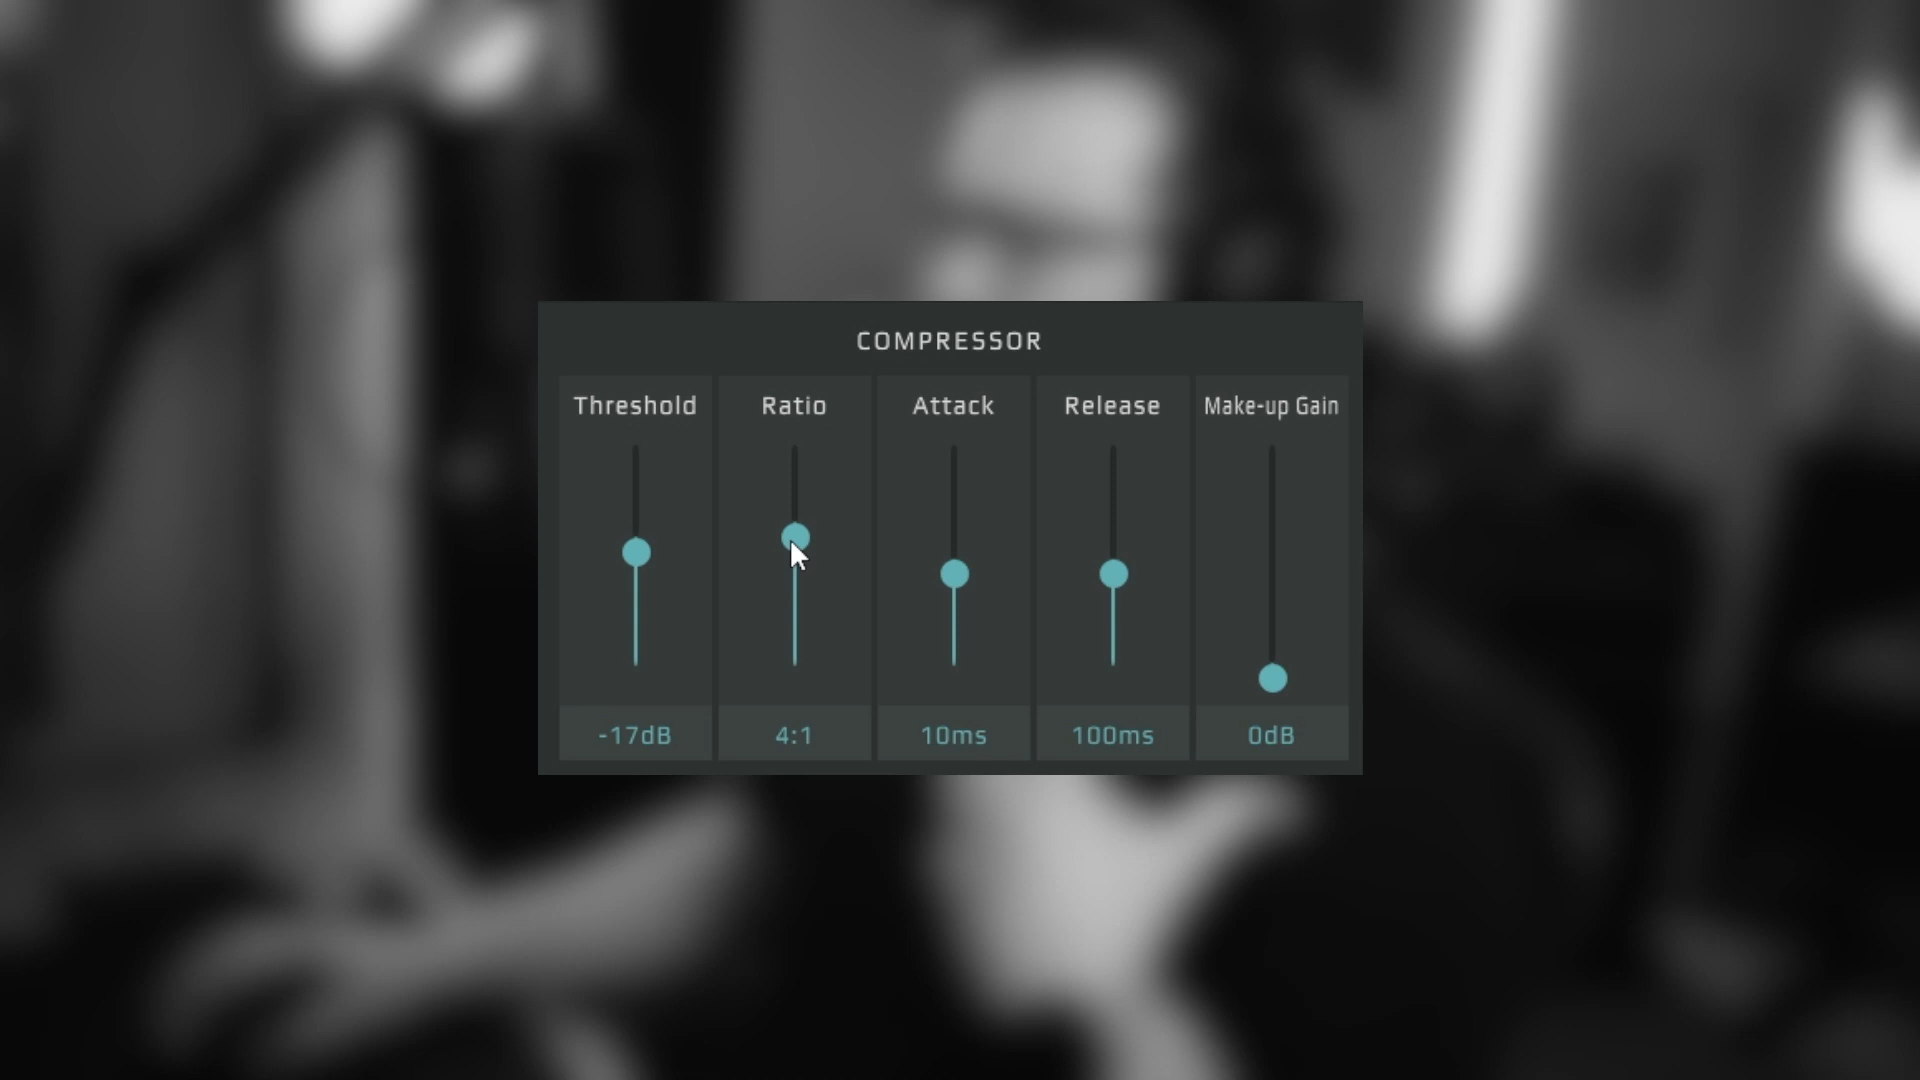 COMPRESSOR
Threshold Ratio Attack Release Make-up Gain
-17dB 4:1 10ms 100ms 0dB